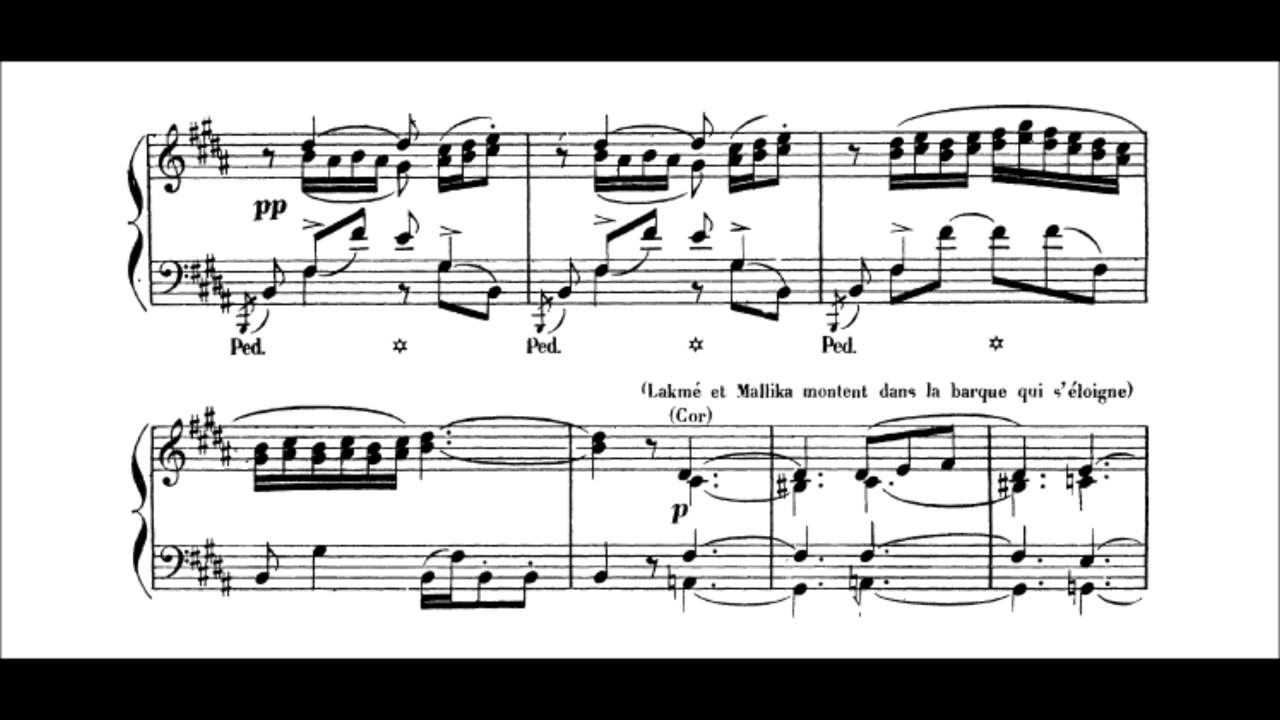 pp
Ped. Ped. Ped.
(Lakmé et Mallika montent dans la barque qui s'éloigne)
(Cor)
p